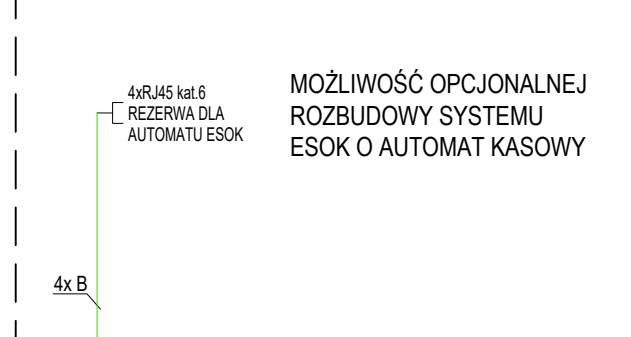 4xRJ45 kat.6
REZERWA DLA
AUTOMATU ESOK
MOŻLIWOŚĆ OPCJONALNEJ
ROZBUDOWY SYSTEMU
ESOK O AUTOMAT KASOWY
4x B